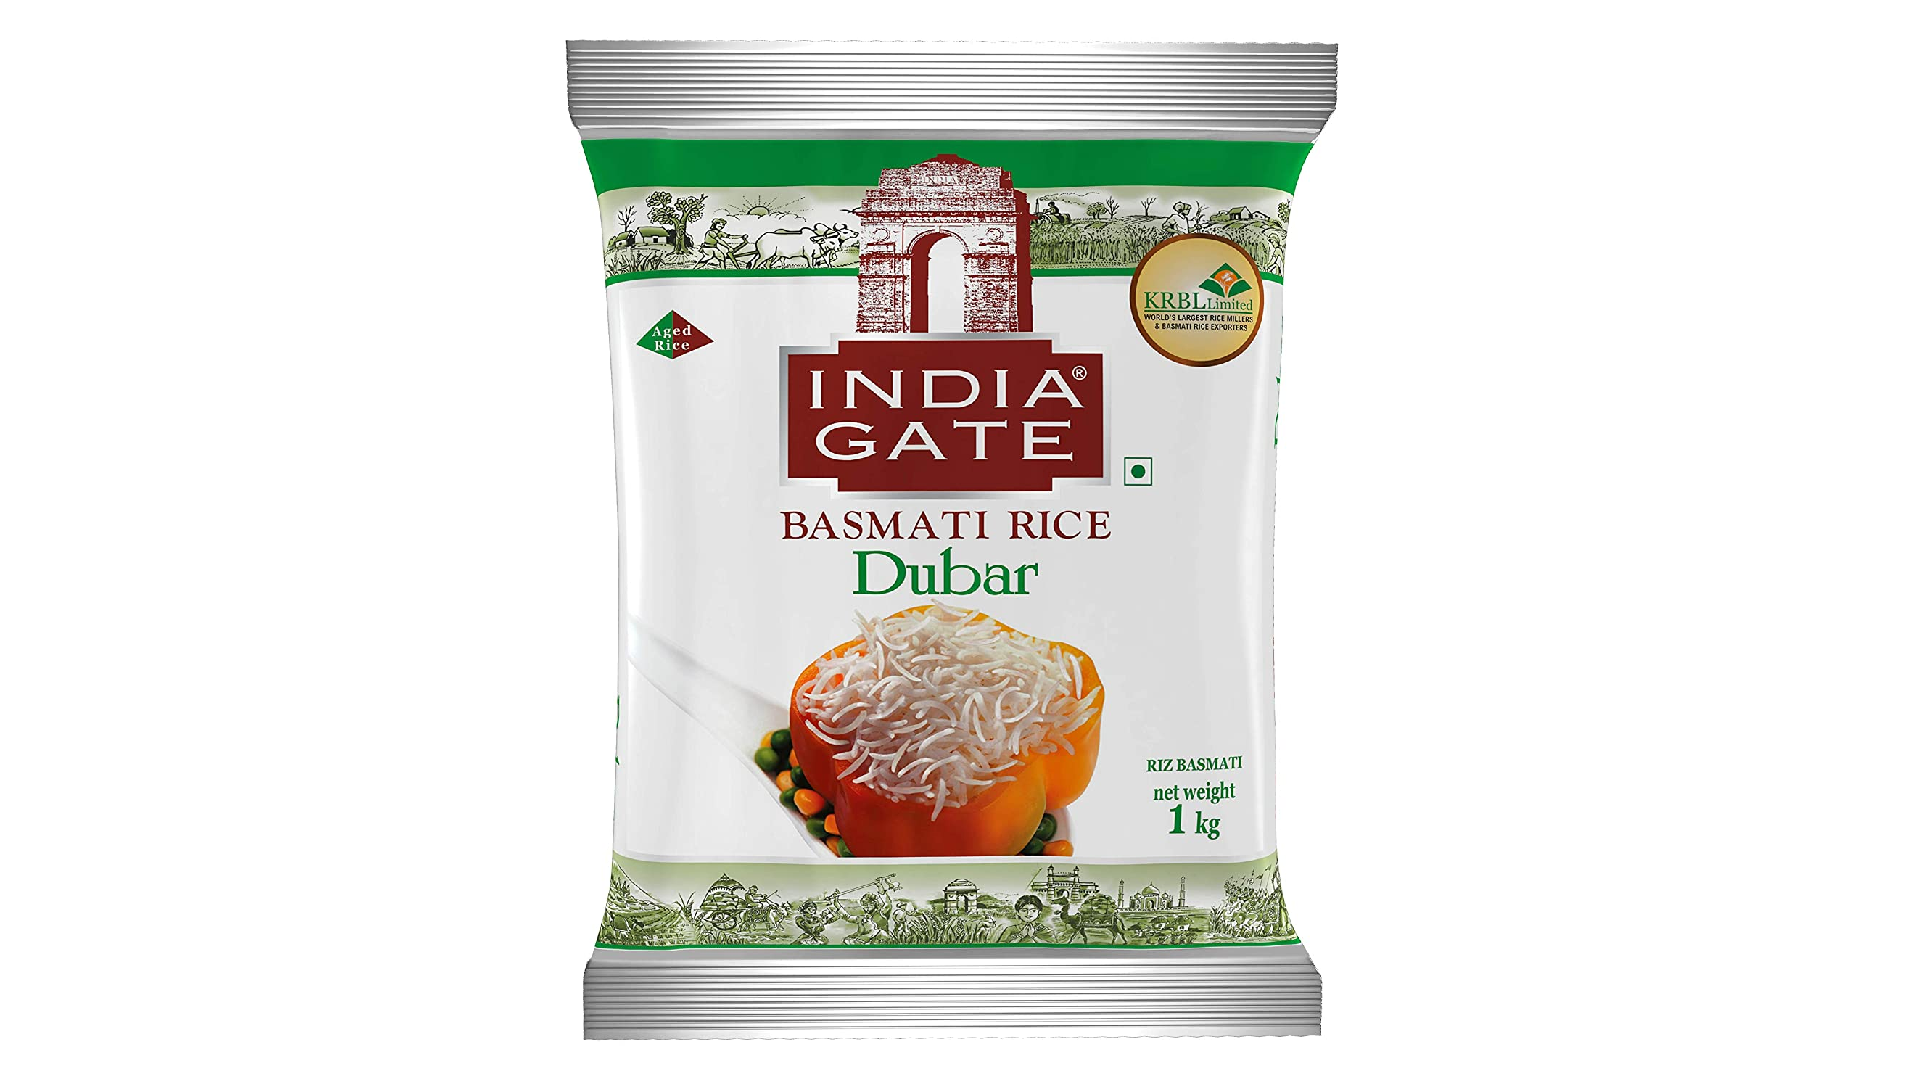 INDIA
Aged
Rice
KRBL Limited
WORLD'S LARGEST RICE MILLERS
& BASMATI RICE EXPORTERS
INDIA®
GATE
BASMATI RICE
Dubar
RIZ BASMATI
net weight
1 kg